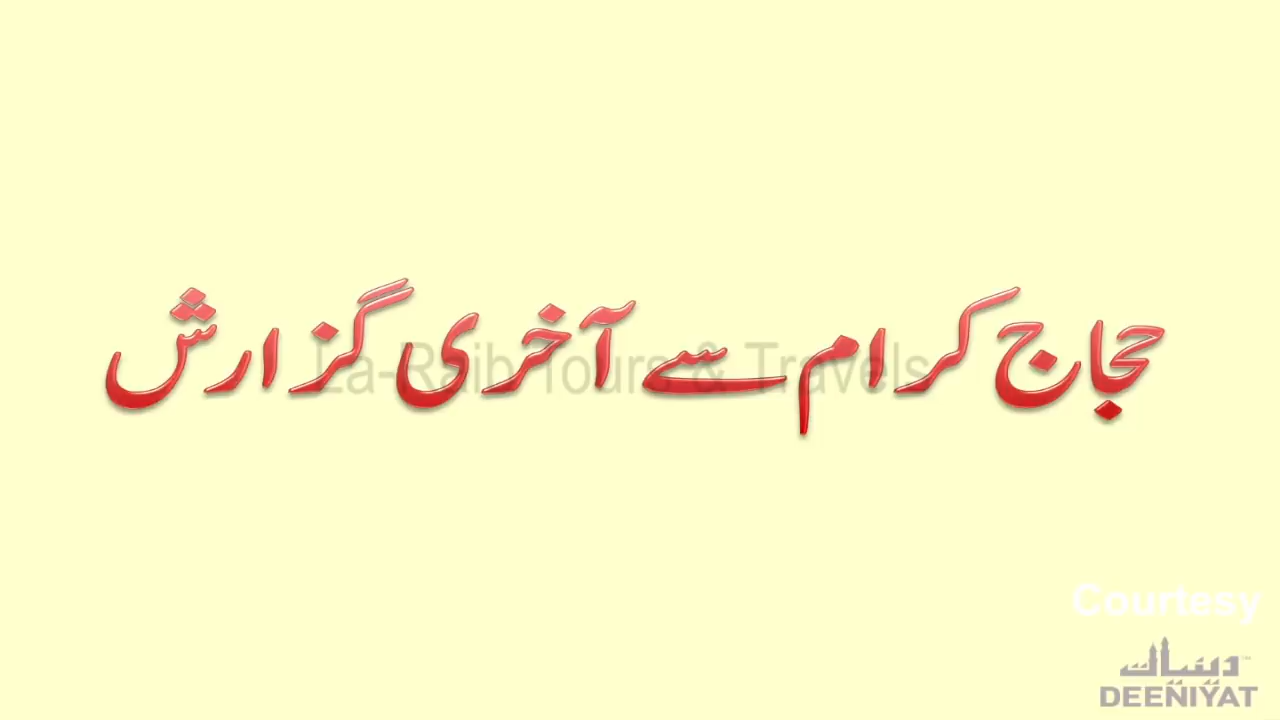 حجاج کرام سے آخری گزارش
La-Raib Tours & Travels
Courtesy
دینیات
DEENIYAT